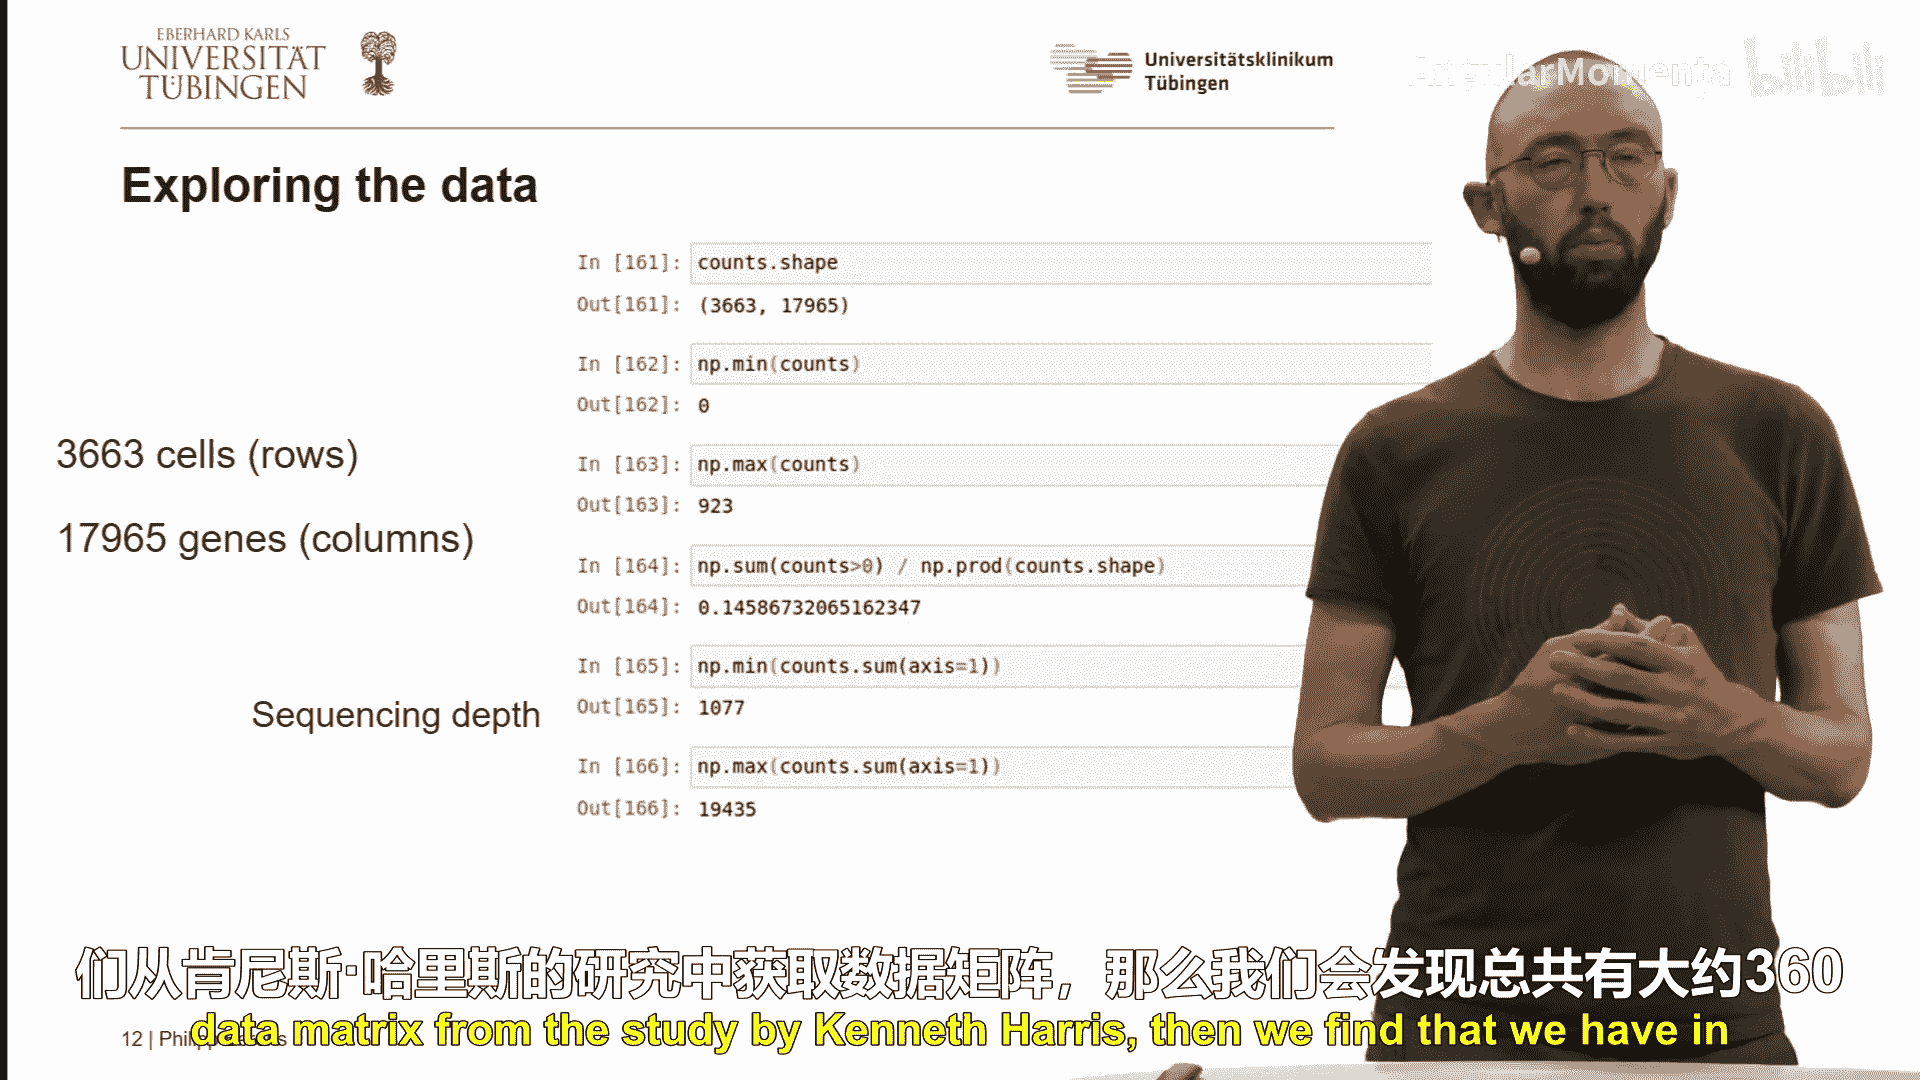 EBERHARD KARLS
UNIVERSITÄT
TÜBINGEN
Universitätsklinikum
Tübingen
bilibili
Exploring the data
In [161]: counts.shape
Out[161]: (3663, 17965)
In [162]: np.min(counts)
Out[162]: 0
3663 cells (rows)
In [163]: np.max(counts)
Out[163]: 923
17965 genes (columns)
In [164]: np.sum(counts>0) / np.prod(counts.shape)
Out[164]: 0.14586732065162347
In [165]: np.min(counts.sum(axis=1))
Sequencing depth
Out[165]: 1077
In [166]: np.max(counts.sum(axis=1))
Out[166]: 19435
们从肯尼斯·哈里斯的研究中获取数据矩阵，那么我们会发现总共有大约360
data matrix from the study by Kenneth Harris, then we find that we have in
12 |